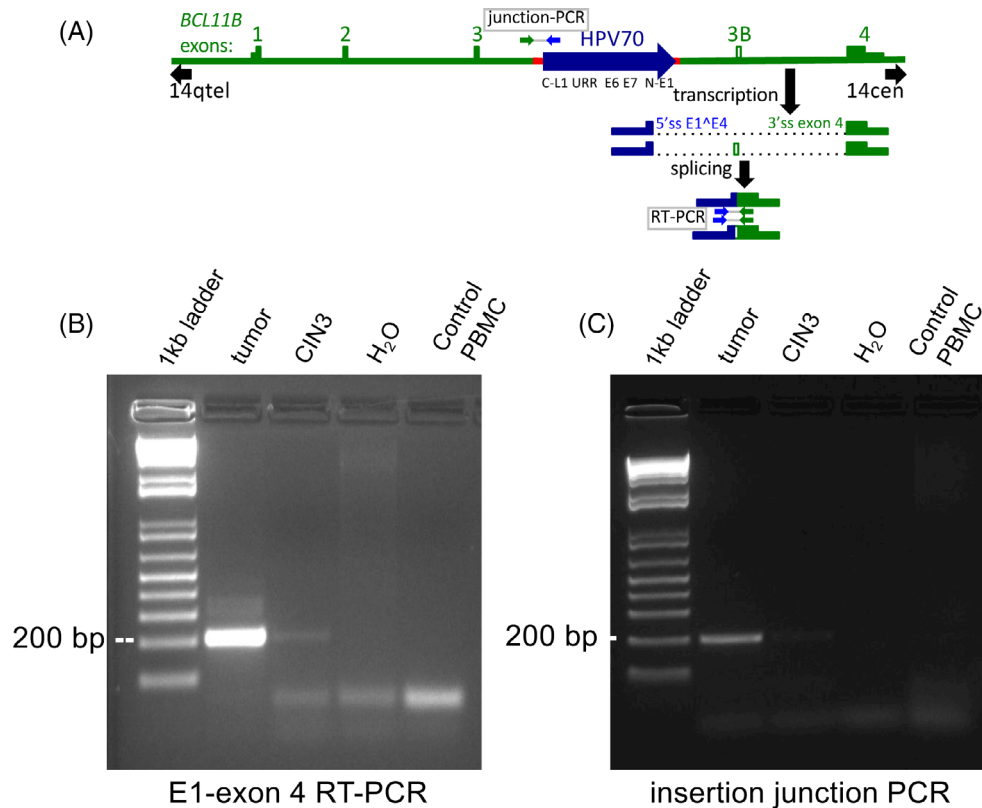 (A)
BCL11B
exons:
1
2
3
junction-PCR
HPV70
3B
4
C-L1 URR E6 E7 N-E1
14qtel
transcription
14cen
5'ss E1^E4
3'ss exon 4
splicing
RT-PCR
(B)
1kb ladder
tumor
CIN3
H₂O
Control
PBMC
200 bp
E1-exon 4 RT-PCR
(C)
1kb ladder
tumor
CIN3
H₂O
Control
PBMC
200 bp
insertion junction PCR